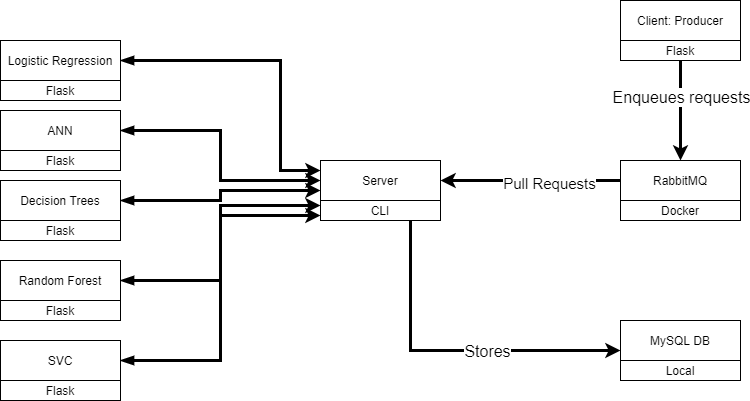 Client: Producer
Flask
Enqueues requests
Logistic Regression
Flask
ANN
Flask
Decision Trees
Flask
Random Forest
Flask
SVC
Flask
Server
CLI
Pull Requests
RabbitMQ
Docker
Stores
MySQL DB
Local